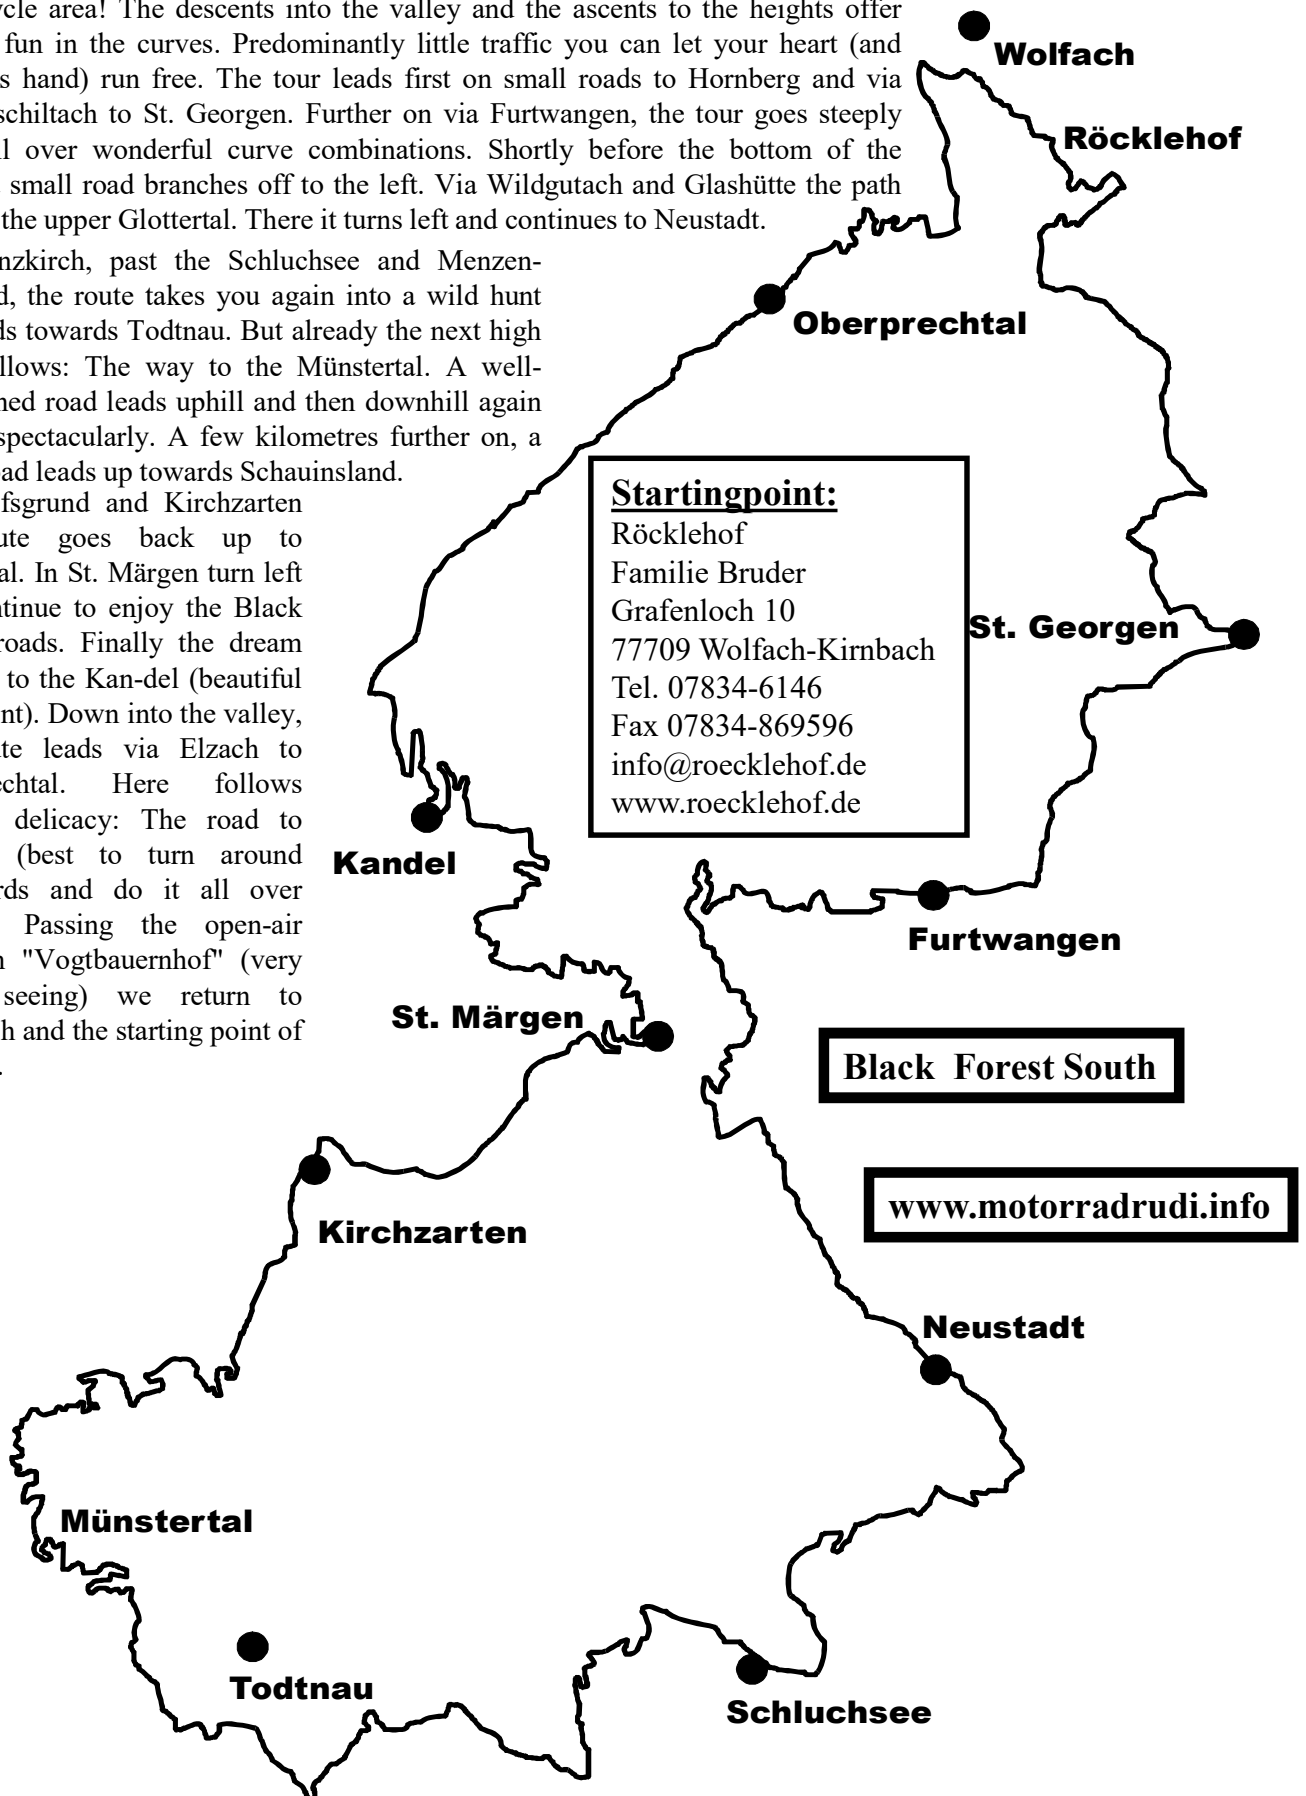 cle area! The descents into the valley and the ascents to the heights offer
fun in the curves. Predominantly little traffic you can let your heart (and
s hand) run free. The tour leads first on small roads to Hornberg and via
schiltach to St. Georgen. Further on via Furtwangen, the tour goes steeply
ll over wonderful curve combinations. Shortly before the bottom of the
small road branches off to the left. Via Wildgutach and Glashütte the path
the upper Glottertal. There it turns left and continues to Neustadt.
nzkirch, past the Schluchsee and Menzen-
d, the route takes you again into a wild hunt
ds towards Todtnau. But already the next high
llows: The way to the Münstertal. A well-
ned road leads uphill and then downhill again
spectacularly. A few kilometres further on, a
oad leads up towards Schauinsland.
fsgrund and Kirchzarten
ute goes back up to
al. In St. Märgen turn left
ntinue to enjoy the Black
roads. Finally the dream
to the Kan-del (beautiful
nt). Down into the valley,
te leads via Elzach to
echtal. Here follows
delicacy: The road to
(best to turn around
rds and do it all over
Passing the open-air
n "Vogtbauernhof" (very
seeing) we return to
h and the starting point of
.
Wolfach
Röcklehof
Oberprechtal
Startingpoint:
Röcklehof
Familie Bruder
Grafenloch 10
77709 Wolfach-Kirnbach
Tel. 07834-6146
Fax 07834-869596
info@roecklehof.de
www.roecklehof.de
St. Georgen
Kandel
Furtwangen
St. Märgen
Black Forest South
www.motorradrudi.info
Kirchzarten
Neustadt
Münstertal
Todtnau
Schluchsee